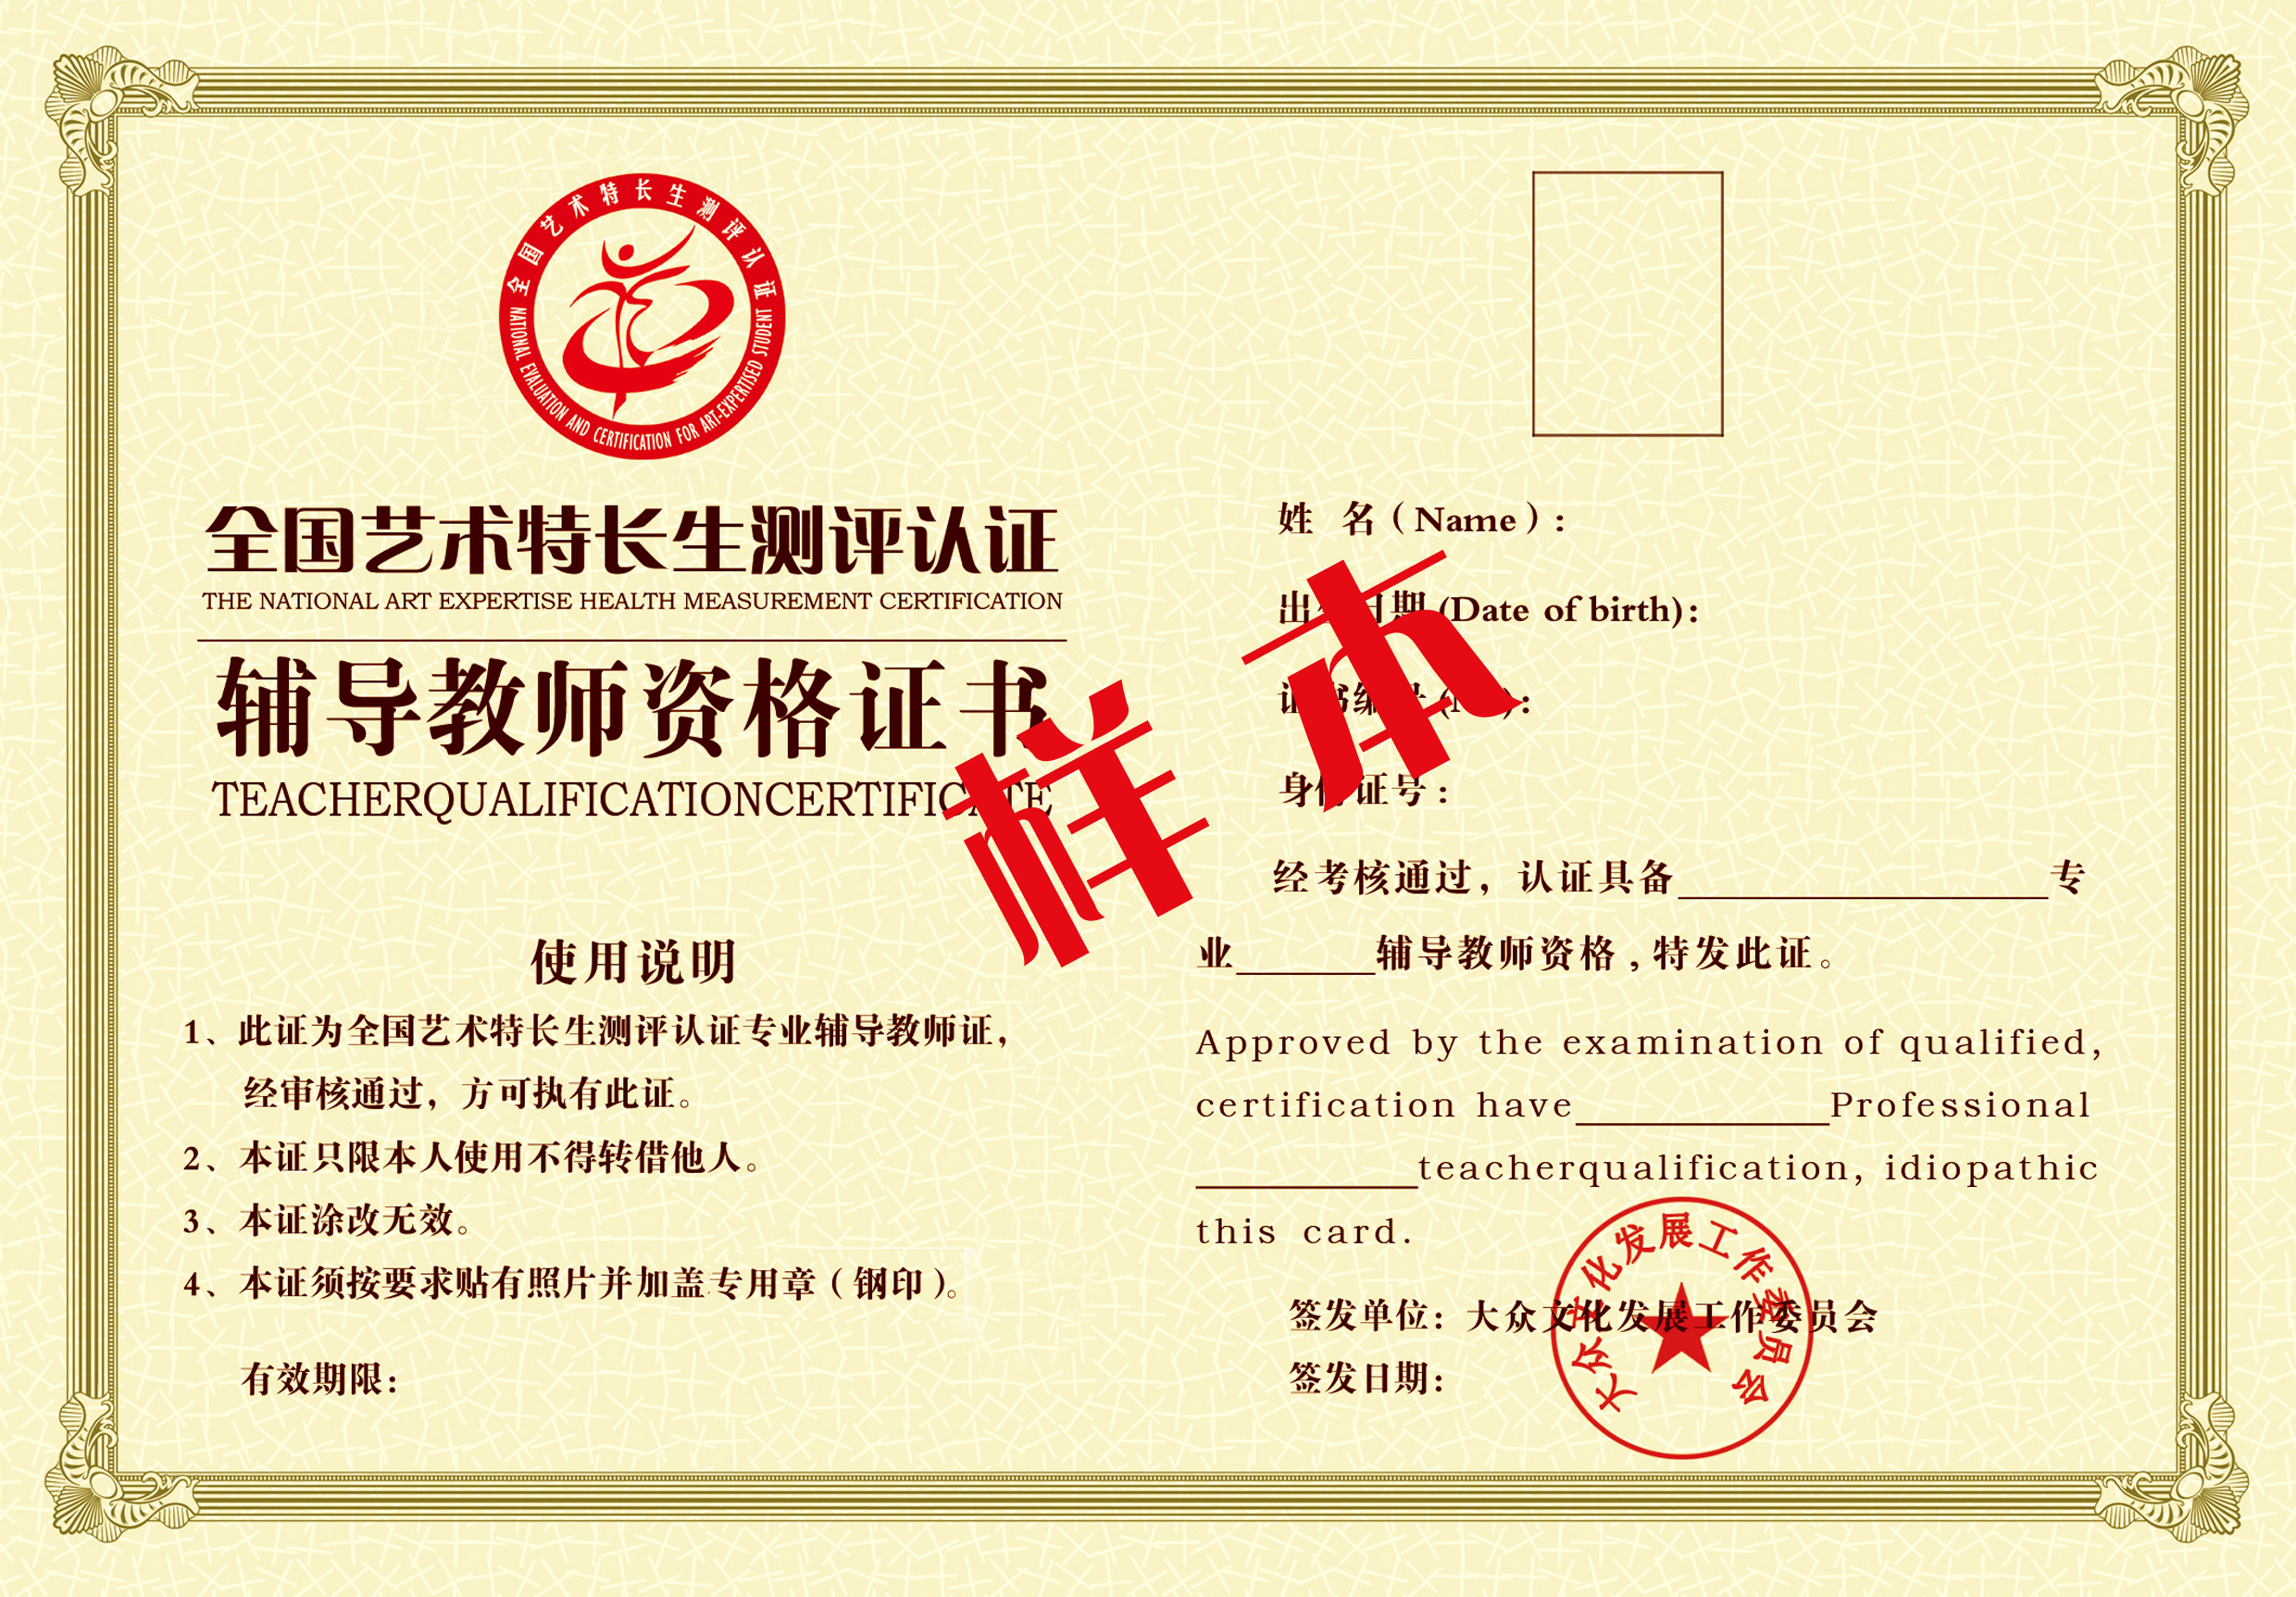 全国艺术特长生测评认证
NATIONAL EVALUATION AND CERTIFICATION FOR ART-EXPERTISED STUDENT
全国艺术特长生测评认证
THE NATIONAL ART EXPERTISE HEALTH MEASUREMENT CERTIFICATION
辅导教师资格证书
TEACHERQUALIFICATIONCERTIFICATE
使用说明
1、此证为全国艺术特长生测评认证专业辅导教师证，
经审核通过，方可执有此证。
2、本证只限本人使用不得转借他人。
3、本证涂改无效。
4、本证须按要求贴有照片并加盖专用章（钢印）。
有效期限：
样本
姓 名（Name）：
出生日期 (Date of birth)：
证书编号 (No)：
身份证号：
经考核通过，认证具备____________专
业______辅导教师资格，特发此证。
Approved by the examination of qualified,
certification have__________Professional
__________teacherqualification, idiopathic
this card.
签发单位：大众文化发展工作委员会
签发日期：
大众文化发展工作委员会